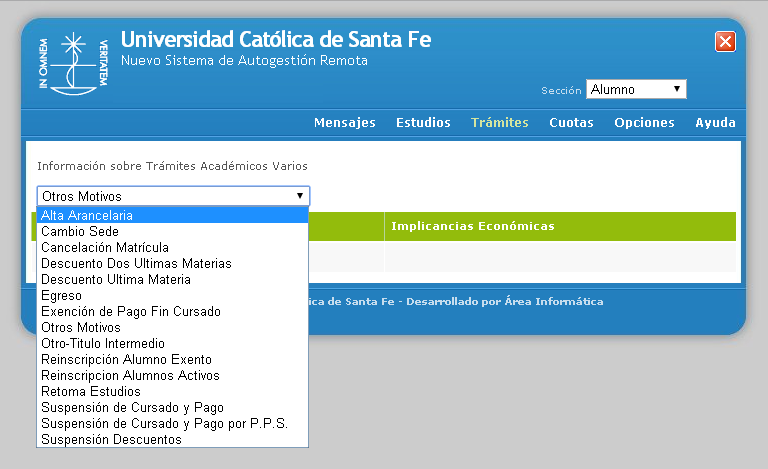 IN OMNEM
VERITATEM
Universidad Católica de Santa Fe
Nuevo Sistema de Autogestión Remota
Sección
Alumno
Mensajes Estudios Trámites Cuotas Opciones Ayuda
Información sobre Trámites Académicos Varios
Otros Motivos
Implicancias Económicas
Alta Arancelaria
Cambio Sede
Cancelación Matrícula
Descuento Dos Ultimas Materias
Descuento Ultima Materia
Egreso
Exención de Pago Fin Cursado
Otros Motivos
Otro-Titulo Intermedio
Reinscripción Alumno Exento
Reinscripcion Alumnos Activos
Retoma Estudios
Suspensión de Cursado y Pago
Suspensión de Cursado y Pago por P.P.S.
Suspensión Descuentos
ica de Santa Fe - Desarrollado por Área Informática